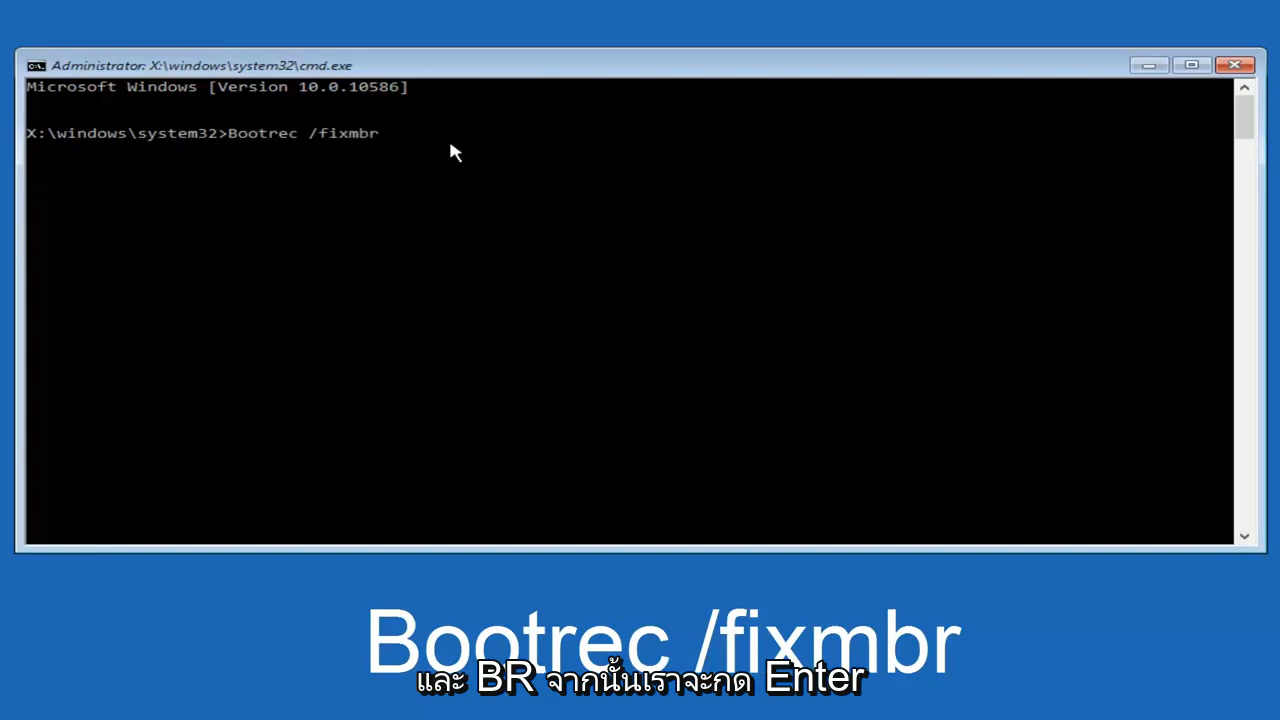 Administrator: X:\windows\system32\cmd.exe
Microsoft Windows [Version 10.0.10586]
X:\windows\system32>Bootrec /fixmbr
Bootrec /fixmbr
และ BR จากนั้นเราจะกด Enter